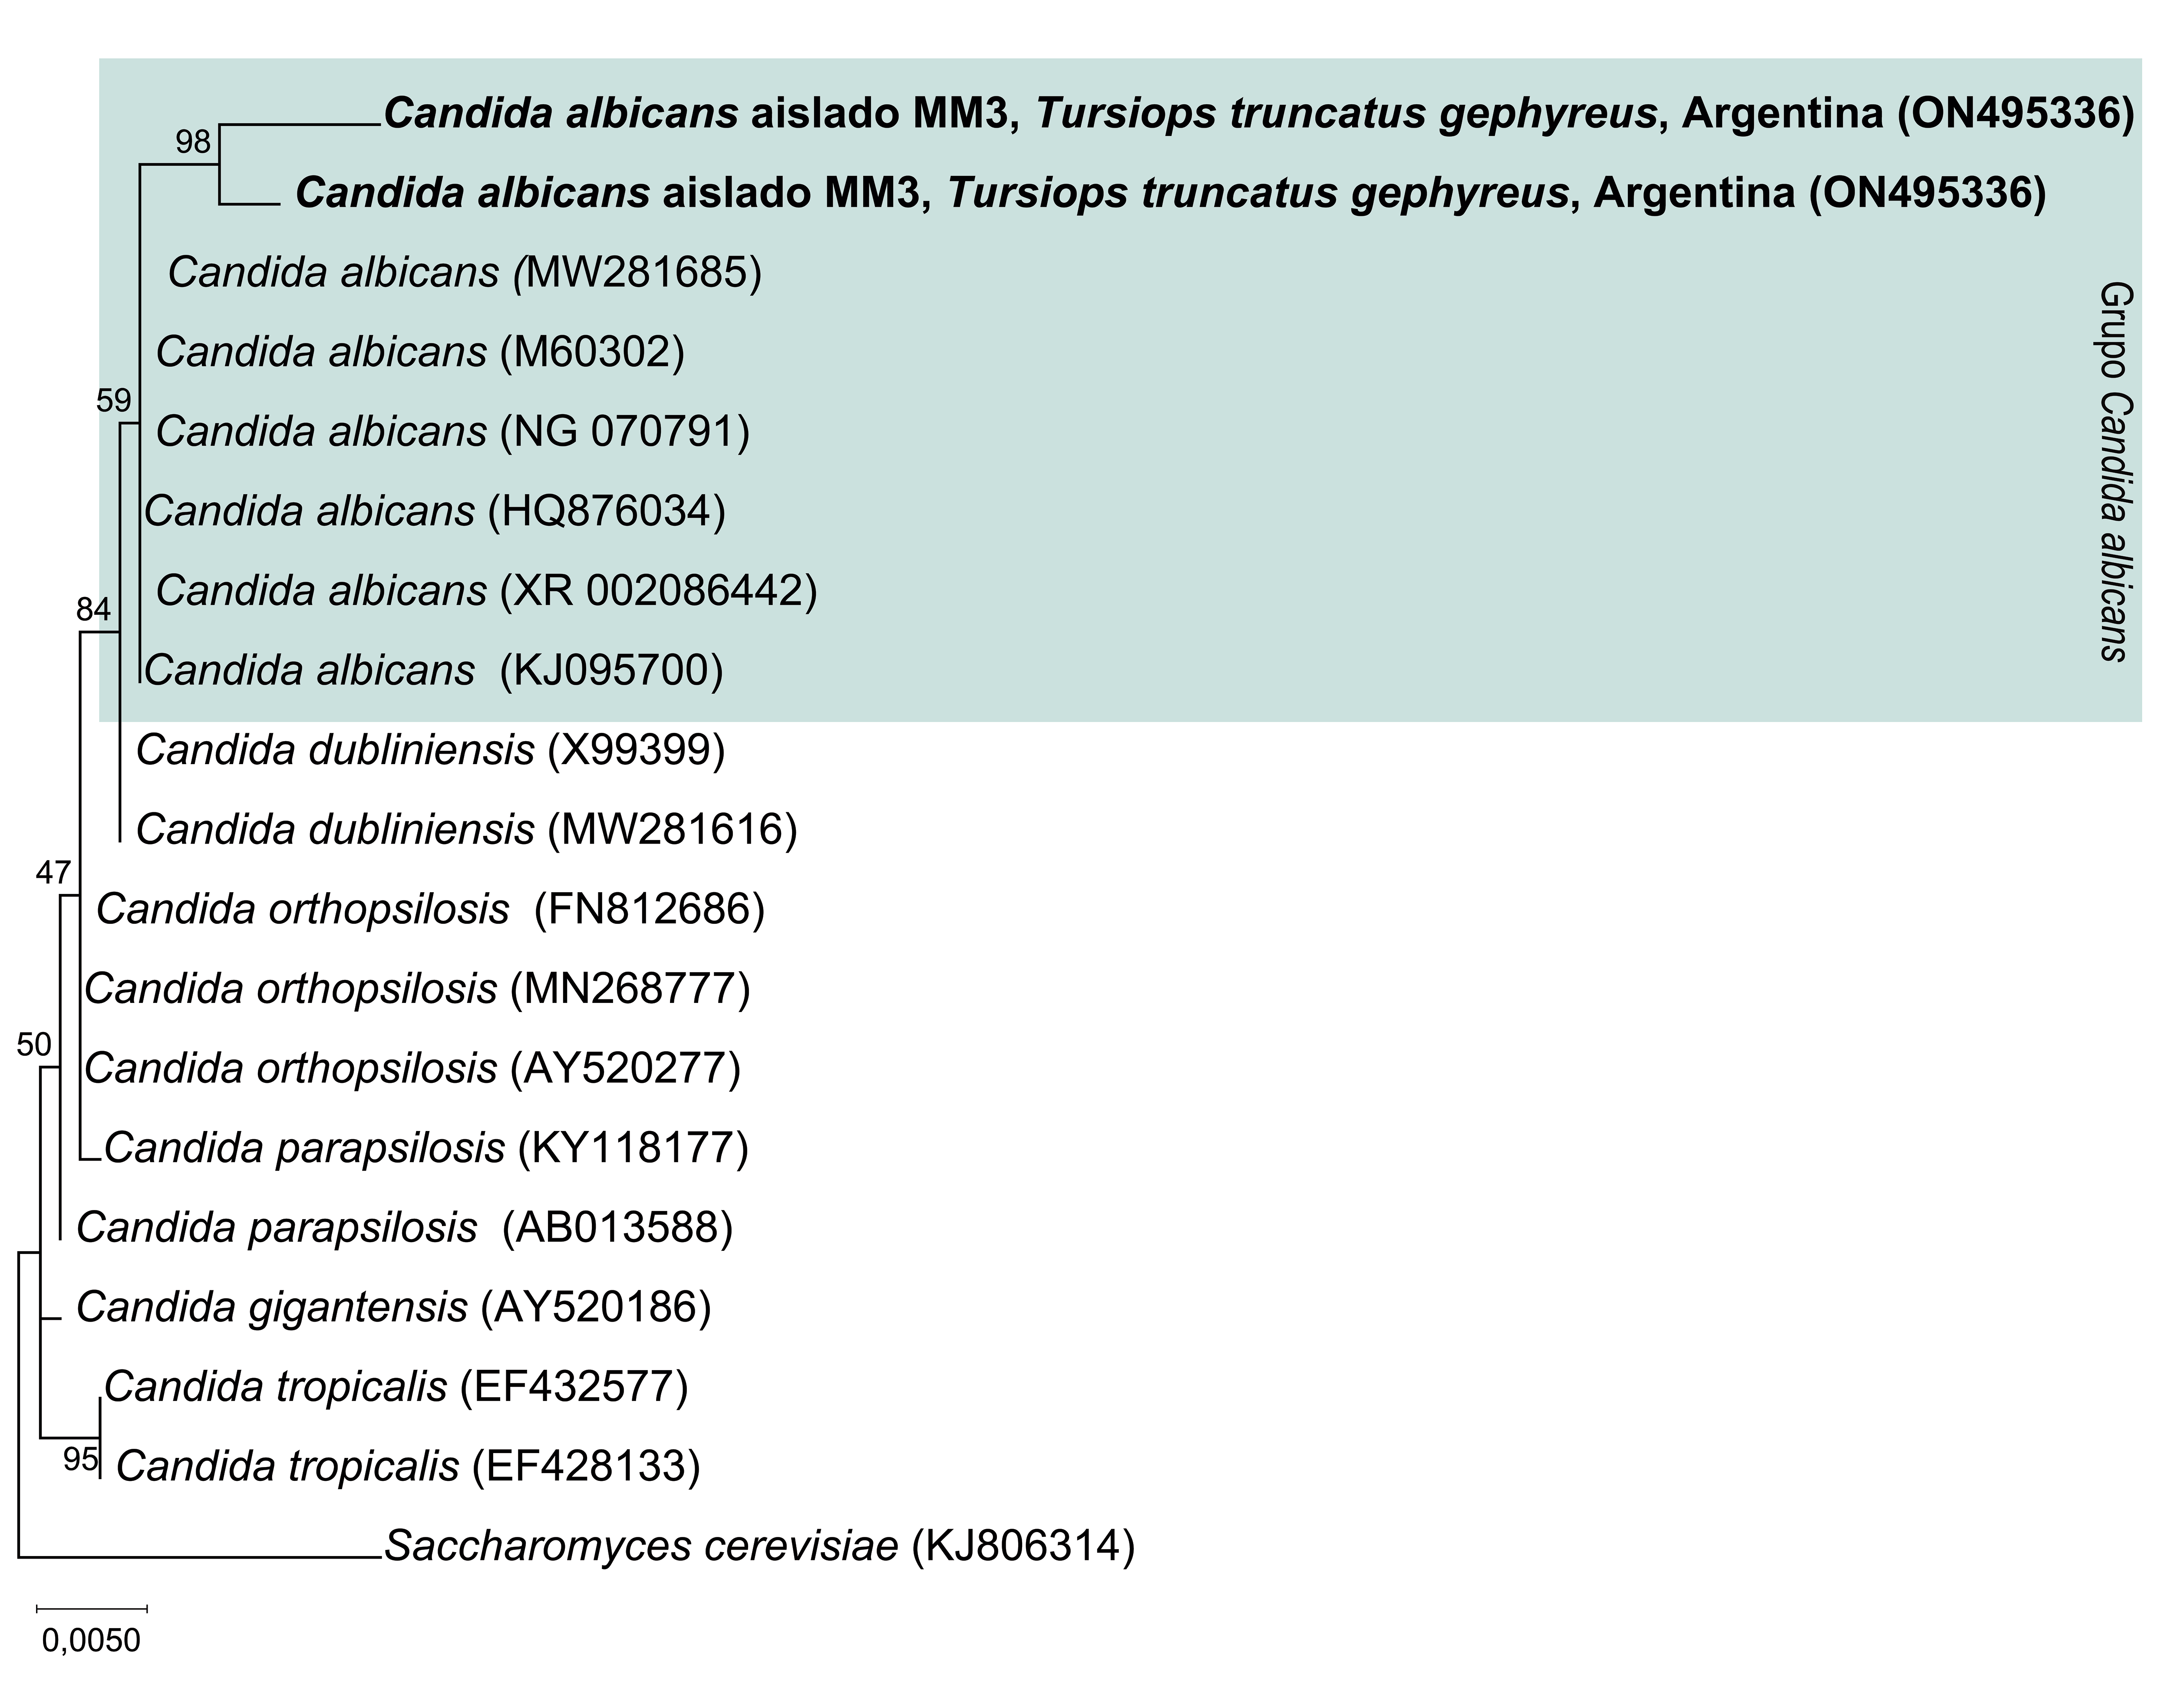 98
Candida albicans aislado MM3, Tursiops truncatus gephyreus, Argentina (ON495336)
Candida albicans aislado MM3, Tursiops truncatus gephyreus, Argentina (ON495336)
Candida albicans (MW281685)
Candida albicans (M60302)
59
Candida albicans (NG 070791)
Candida albicans (HQ876034)
Candida albicans (XR 002086442)
84
Candida albicans (KJ095700)
Grupo Candida albicans
Candida dubliniensis (X99399)
Candida dubliniensis (MW281616)
47
Candida orthopsilosis (FN812686)
Candida orthopsilosis (MN268777)
50
Candida orthopsilosis (AY520277)
Candida parapsilosis (KY118177)
Candida parapsilosis (AB013588)
Candida gigantensis (AY520186)
Candida tropicalis (EF432577)
95
Candida tropicalis (EF428133)
Saccharomyces cerevisiae (KJ806314)
0,0050